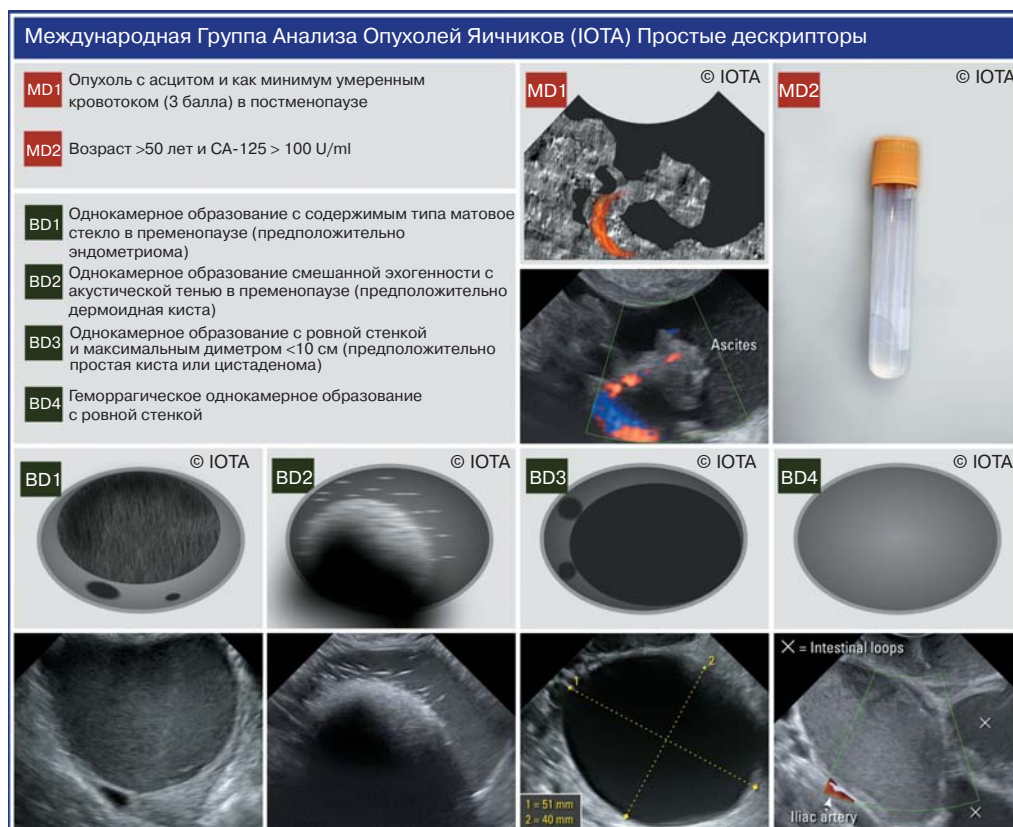 Международная Группа Анализа Опухолей Яичников (IOTA) Простые дескрипторы
MD1 Опухоль с асцитом и как минимум умеренным
кровотоком (3 балла) в постменопаузе
MD2 Возраст >50 лет и СА-125 > 100 U/ml
BD1 Однокамерное образование с содержимым типа матовое
стекло в пременопаузе (предположительно
эндометриома)
BD2 Однокамерное образование смешанной эхогенности с
акустической тенью в пременопаузе (предположительно
дермоидная киста)
BD3 Однокамерное образование с ровной стенкой
и максимальным диметром <10 см (предположительно
простая киста или цистаденома)
BD4 Геморрагическое однокамерное образование
с ровной стенкой
MD1 © IOTA
Ascites
MD2 © IOTA
BD1 © IOTA
BD2 © IOTA
BD3 © IOTA
BD4 © IOTA
1
2
1 = 51 mm
2 = 40 mm
× = Intestinal loops
×
×
Iliac artery